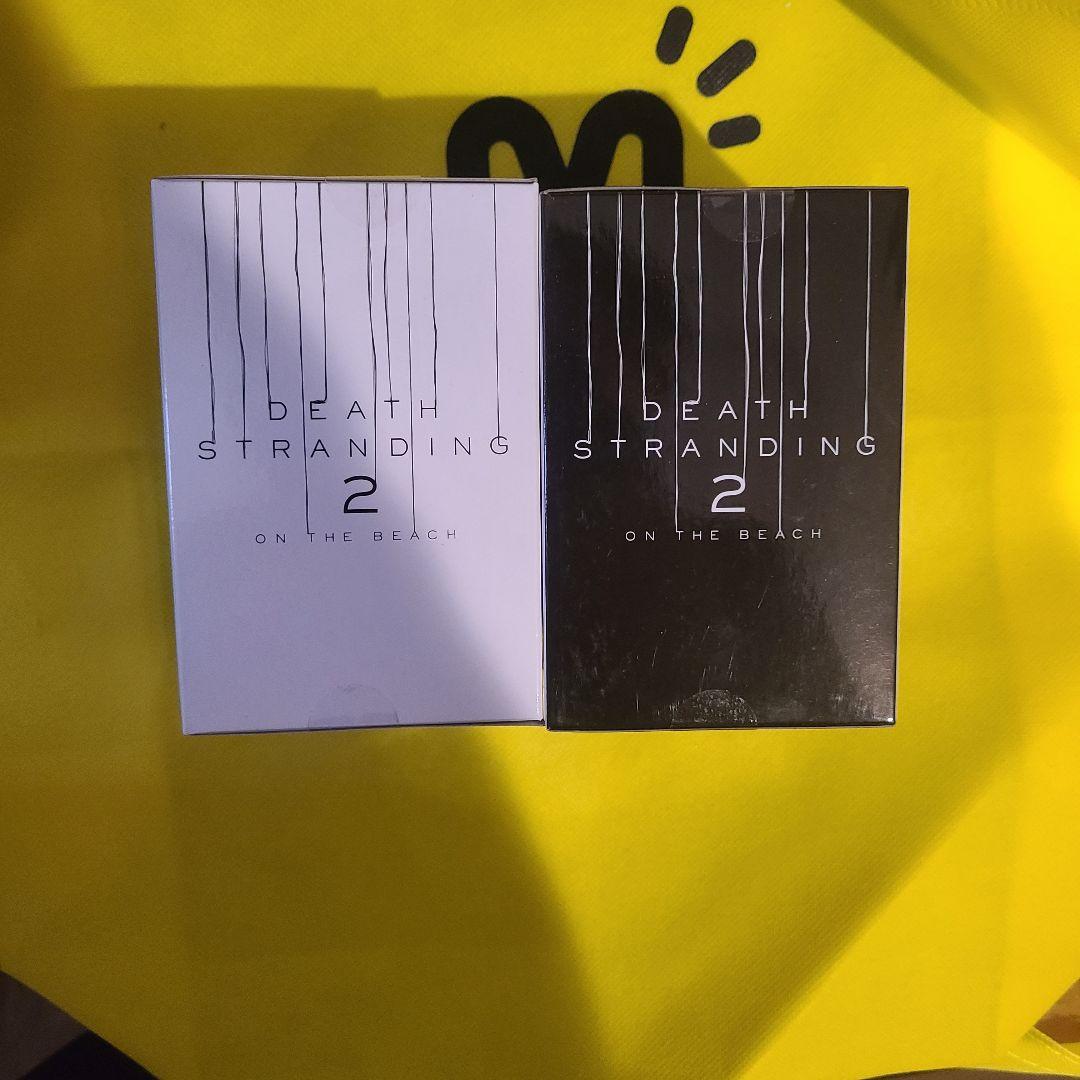 DEATH
STRANDING
2
ON THE BEACH
DEATH
STRANDING
2
ON THE BEACH